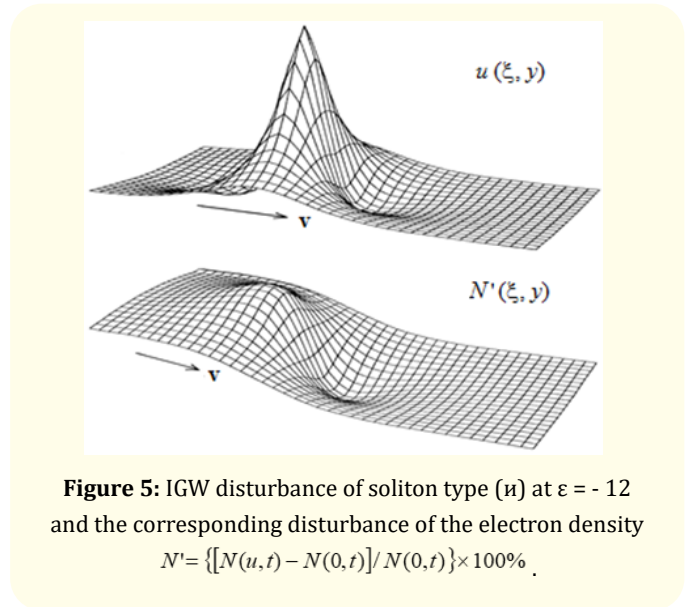 u (ξ, y)
v
N' (ξ, y)
v
Figure 5: IGW disturbance of soliton type (и) at ε = - 12
and the corresponding disturbance of the electron density
N'= {[N(u,t) − N(0,t)]/ N(0,t)}× 100% .